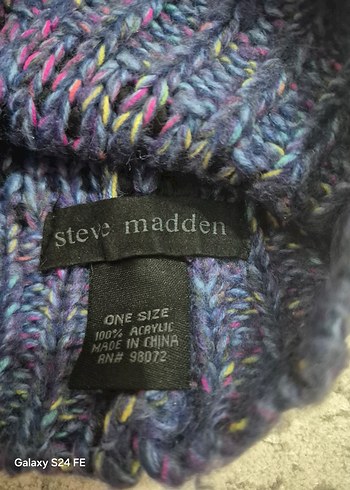 steve madden
ONE SIZE
100% ACRYLIC
MADE IN CHINA
RN# 98072
Galaxy S24 FE